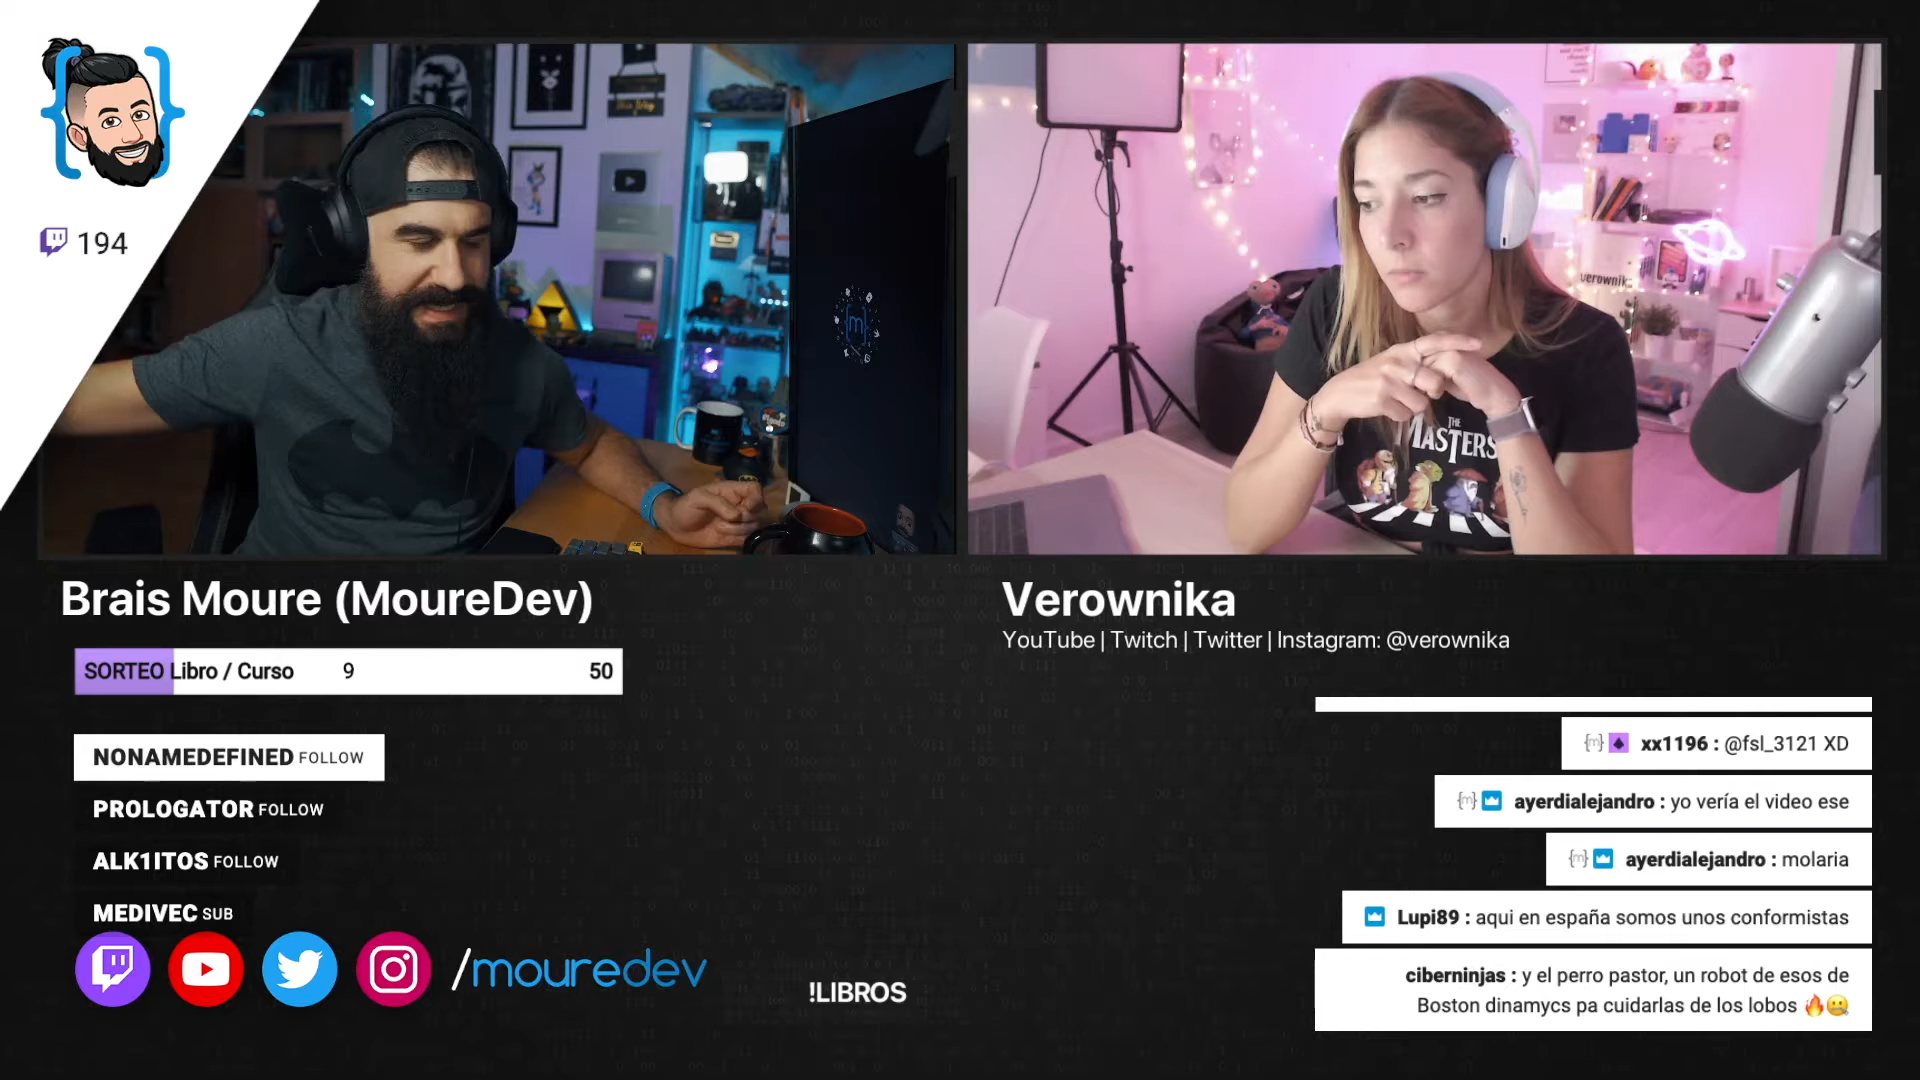 194
{m}
verownik
THE
MASTERS
Brais Moure (MoureDev)
Verownika
YouTube | Twitch | Twitter | Instagram: @verownika
SORTEO Libro / Curso 9 50
NONAMEDEFINED FOLLOW
PROLOGATOR FOLLOW
ALK1ITOS FOLLOW
MEDIVEC SUB
/mouredev
!LIBROS
{m} xx1196 : @fsl_3121 XD
{m} ayerdialejandro : yo vería el video ese
{m} ayerdialejandro : molaria
Lupi89 : aqui en españa somos unos conformistas
ciberninjas : y el perro pastor, un robot de esos de
Boston dinamycs pa cuidarlas de los lobos 🔥🤐